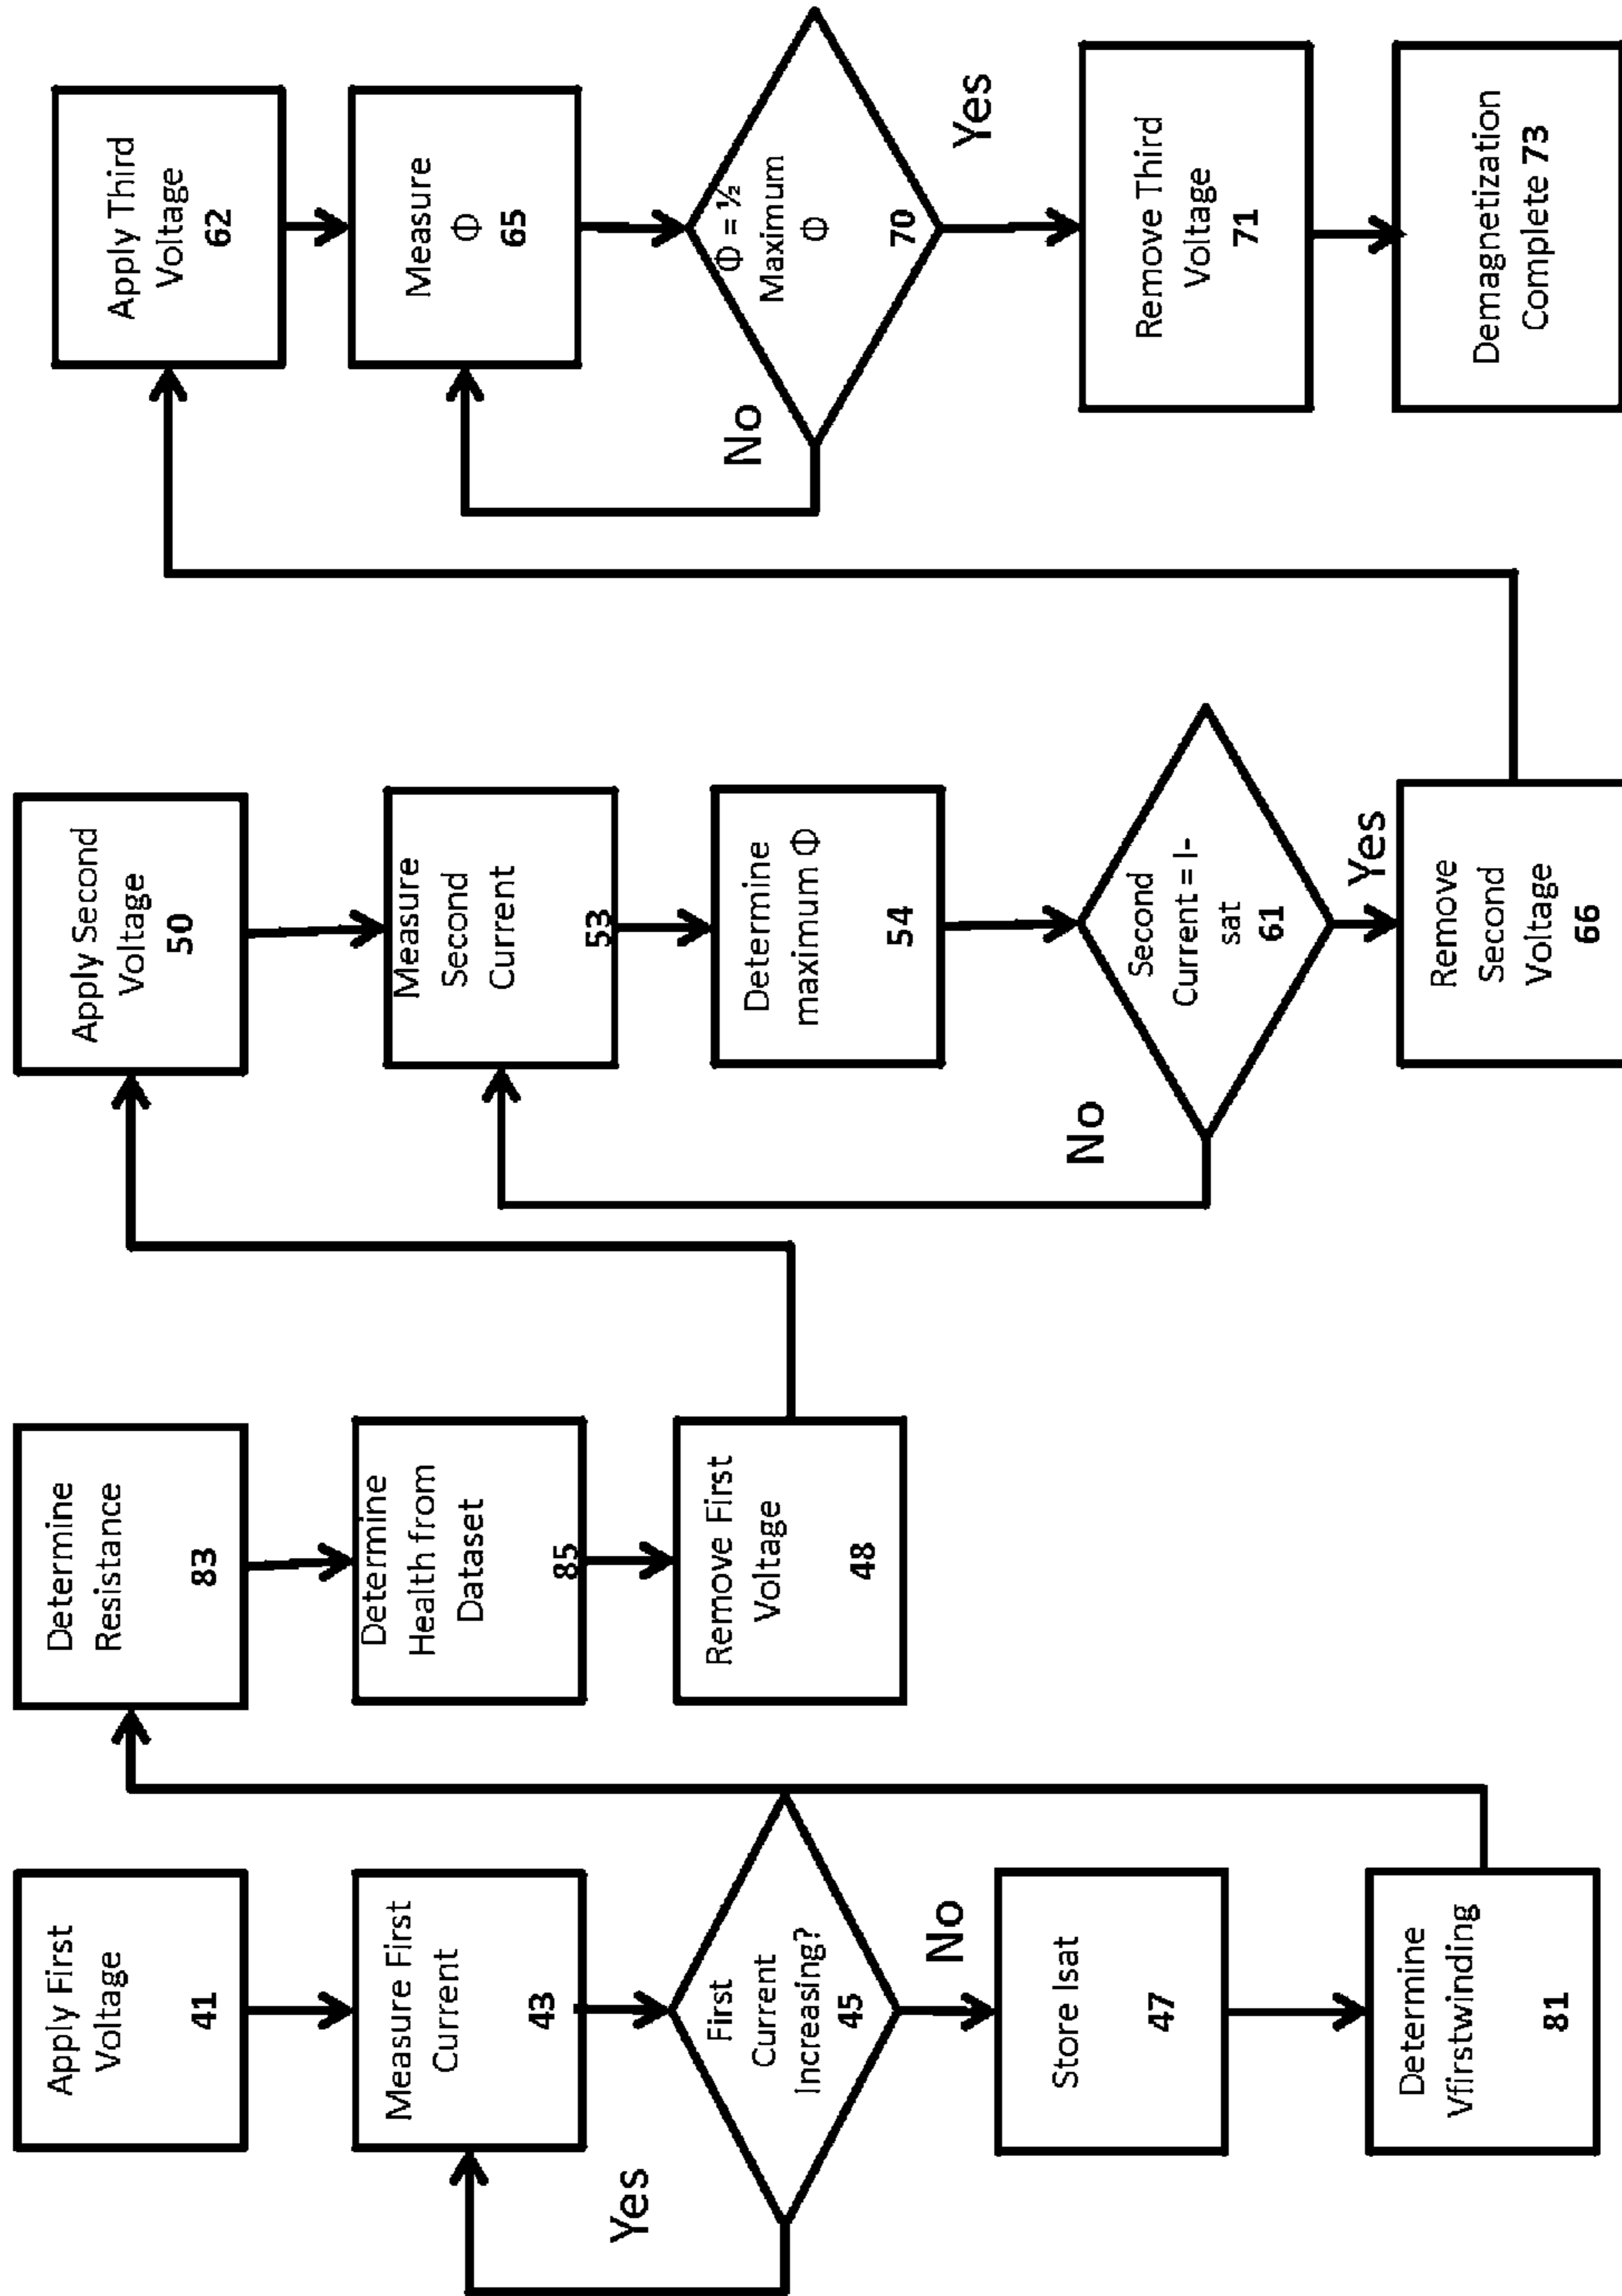 Apply First
Voltage
41
Measure First
Current
43
First
Current
Increasing?
45
Yes
No
Store Isat
47
Determine
Vfirstwinding
81
Determine
Resistance
83
Determine
Health from
Dataset
85
Remove First
Voltage
48
Apply Second
Voltage
50
Measure
Second
Current
53
Determine
maximum Φ
54
Second
Current = I-
sat
61
No
Yes
Remove
Second
Voltage
66
Apply Third
Voltage
62
Measure
Φ
65
Φ = ½
Maximum
Φ
70
No
Yes
Remove Third
Voltage
71
Demagnetization
Complete 73